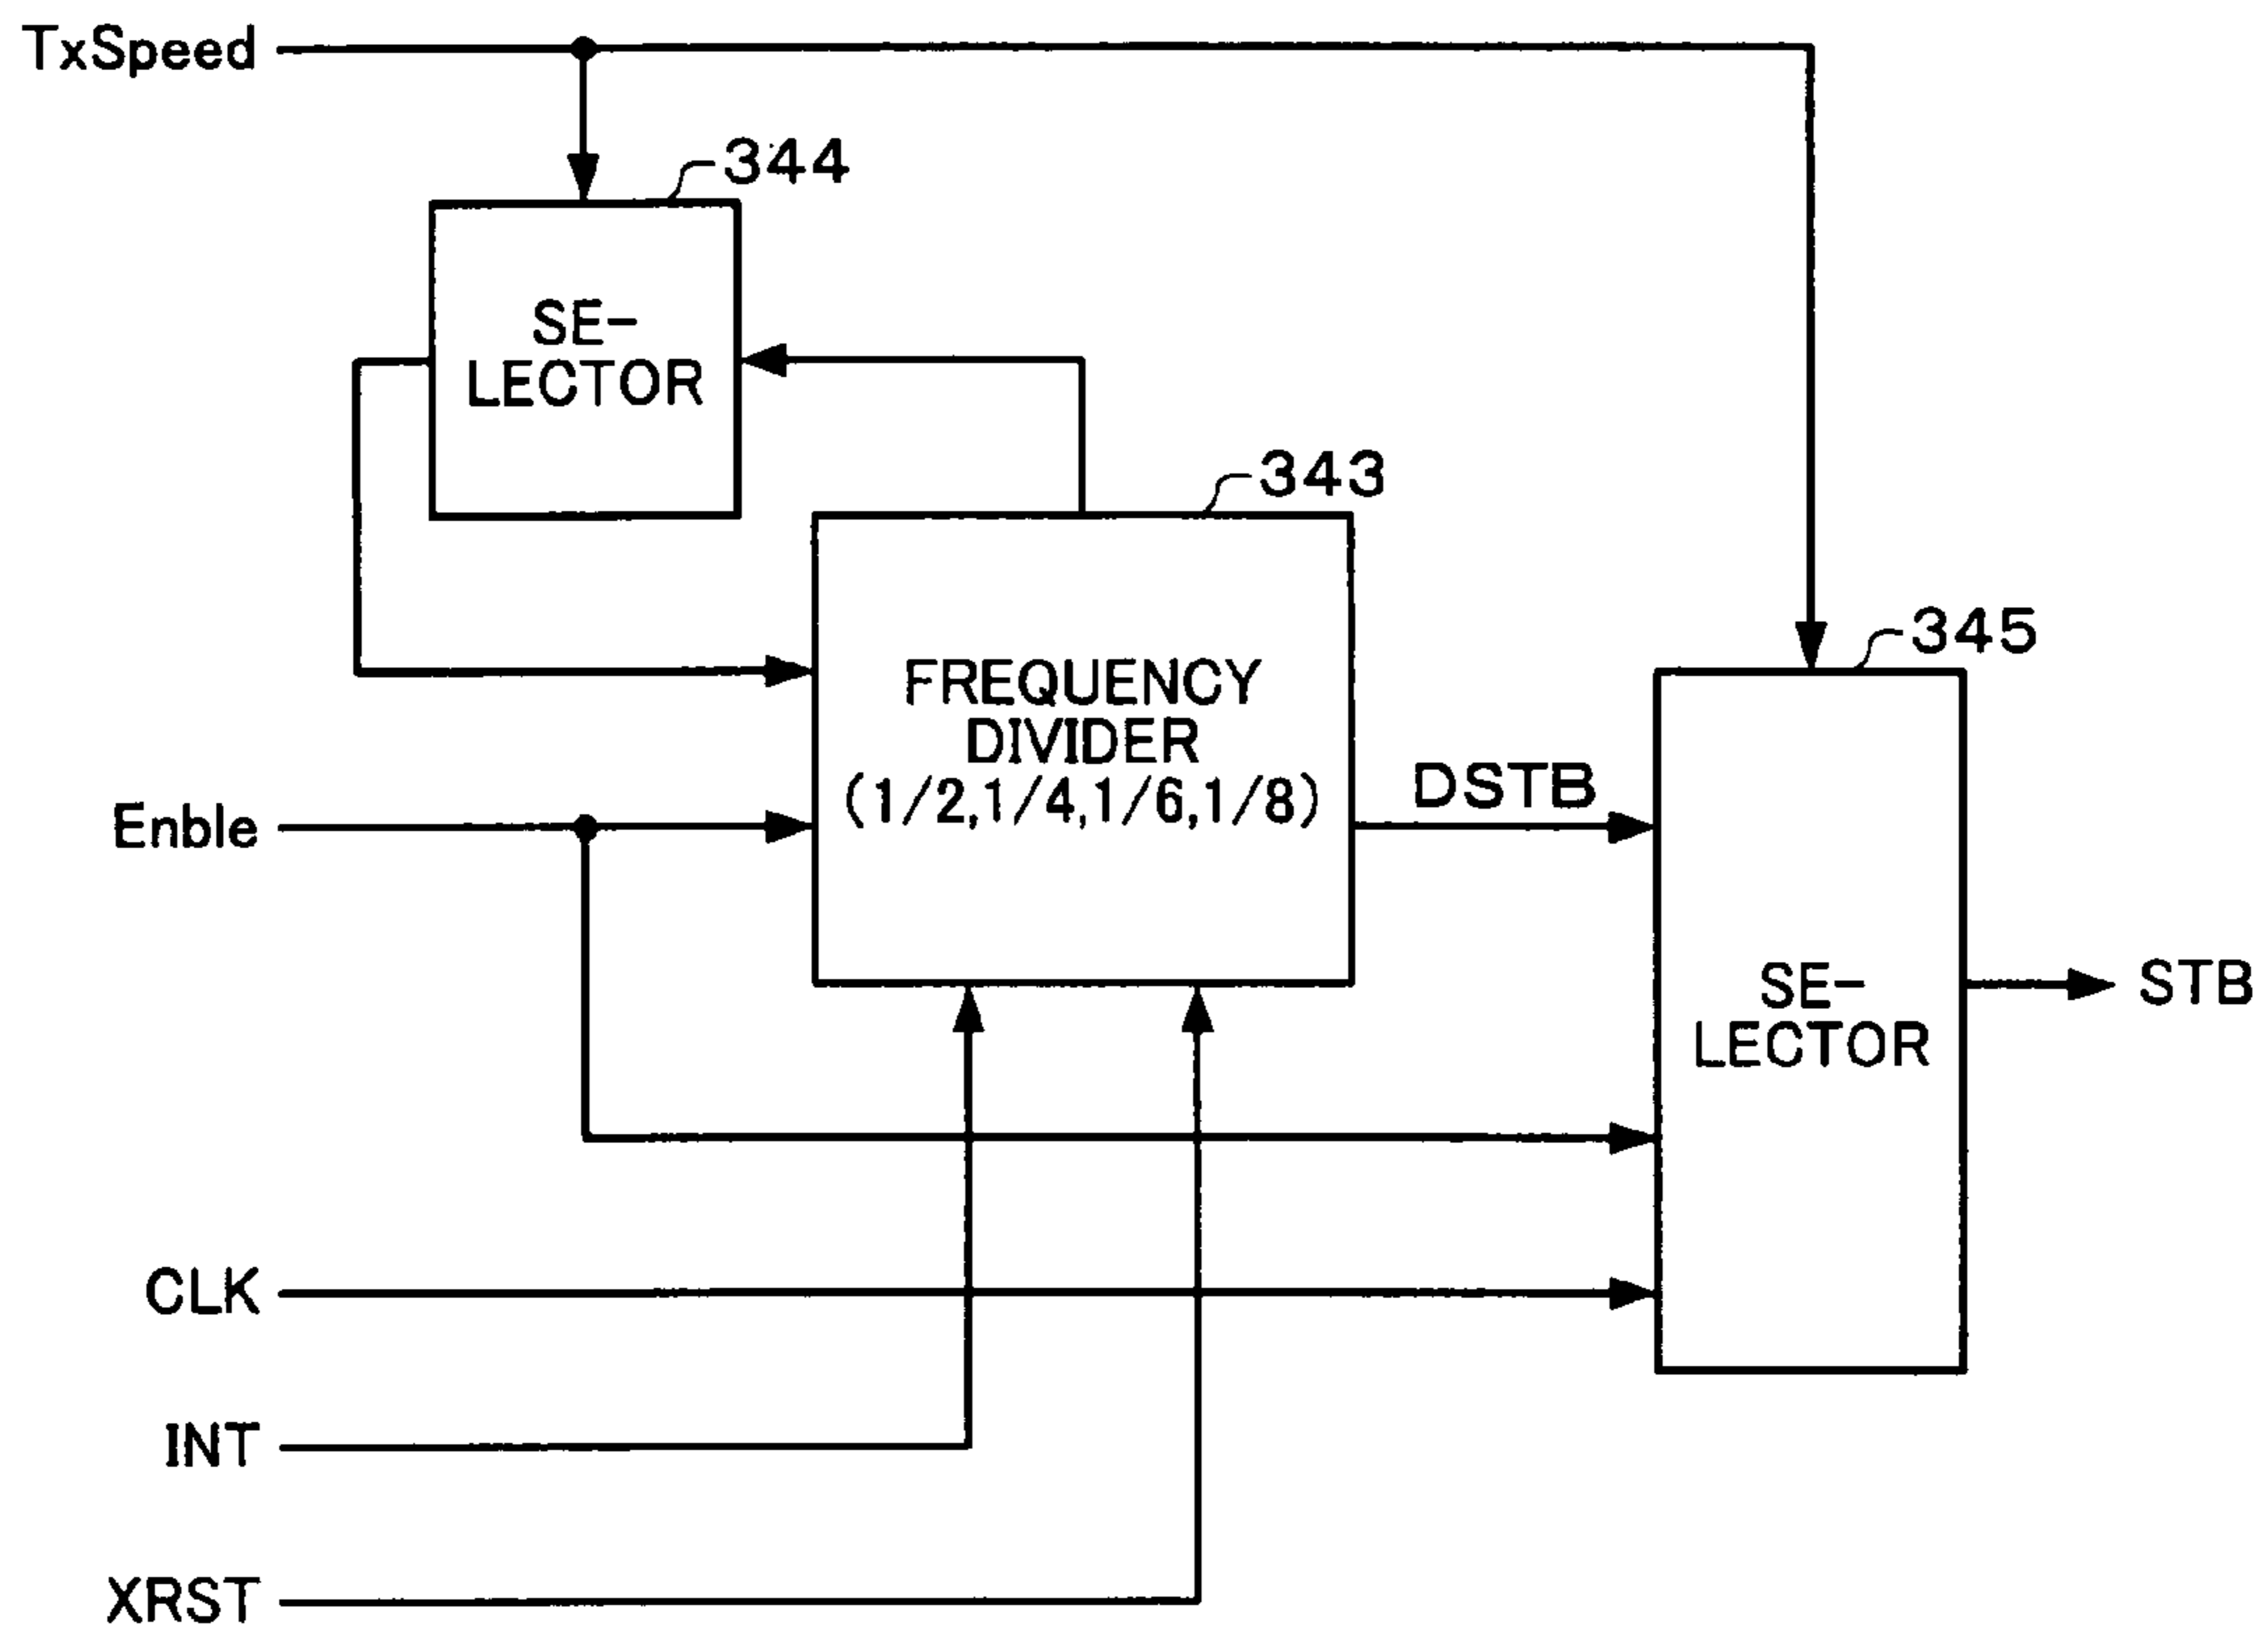 TxSpeed
344
SE-
LECTOR
343
FREQUENCY
DIVIDER
(1/2,1/4,1/6,1/8)
345
DSTB
Enble
SE-
LECTOR
STB
CLK
INT
XRST